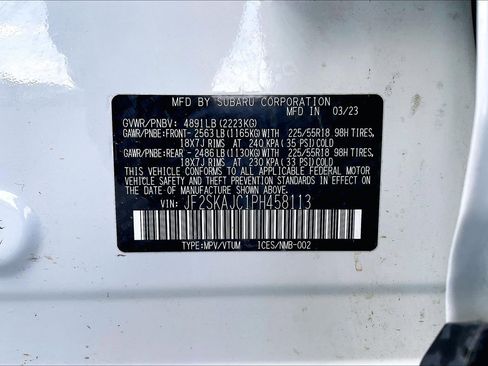 MFD BY SUBARU CORPORATION
MADE IN JAPAN 03/23
GVWR/PNBV: 4891LB(2223KG)
GAWR/PNBE:FRONT- 2563LB(1165KG)WITH 225/55R18 98H TIRES,
18X7J RIMS AT 240 KPA(35 PSI)COLD
GAWR/PNBE:REAR -2486LB(1130KG)WITH 225/55R18 98H TIRES,
18X7J RIMS AT 230 KPA(33 PSI)COLD
THIS VEHICLE CONFORMS TO ALL APPLICABLE FEDERAL MOTOR
VEHICLE SAFETY AND THEFT PREVENTION STANDARDS IN EFFECT ON
THE DATE OF MANUFACTURE SHOWN ABOVE.
VIN: JF2SKAJC1PH458113
TYPE:MPV/VTUM ICES/NMB-002